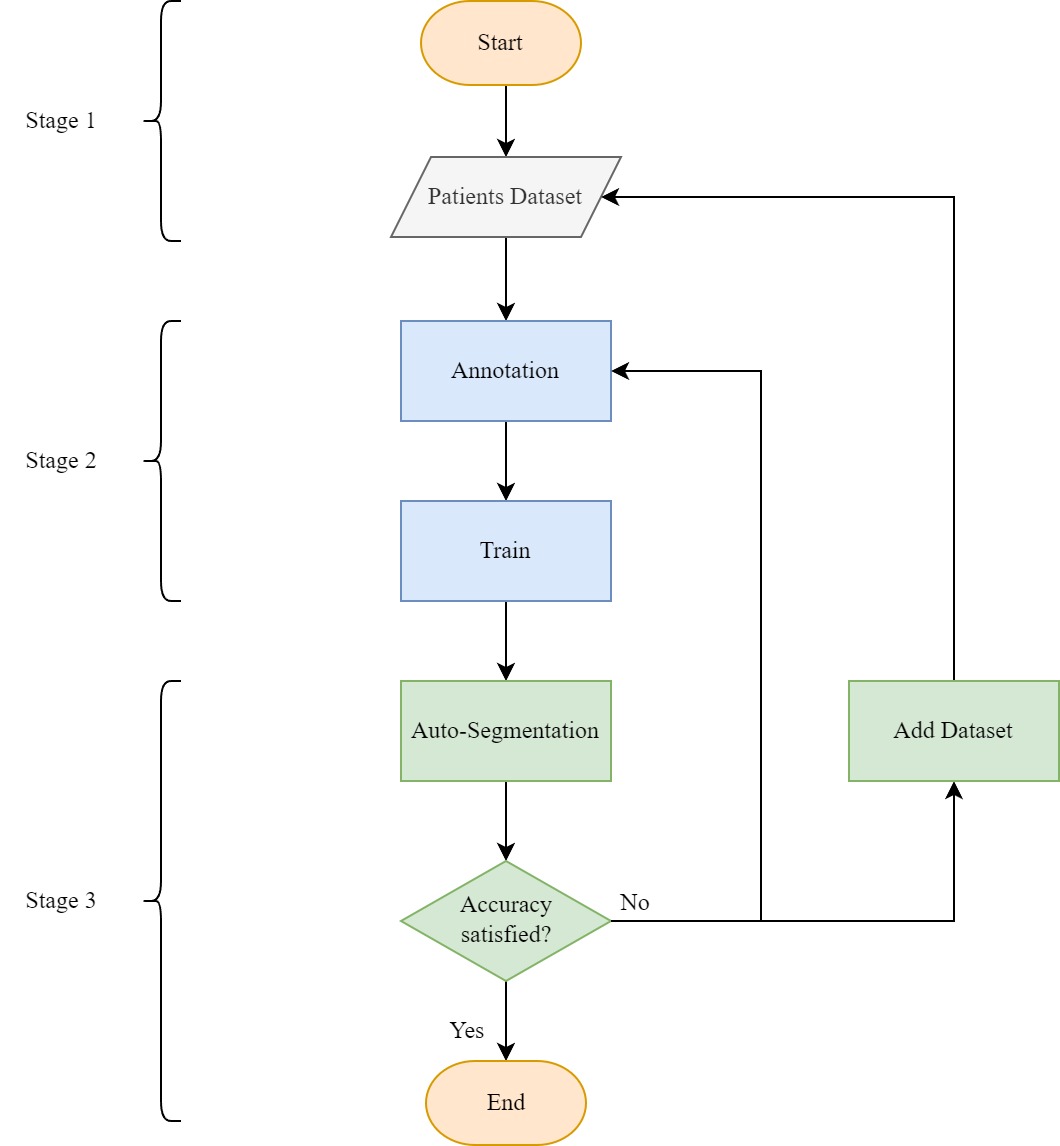 Start
Stage 1
Patients Dataset
Annotation
Stage 2
Train
Auto-Segmentation
Add Dataset
Stage 3
Accuracy
satisfied?
No
Yes
End